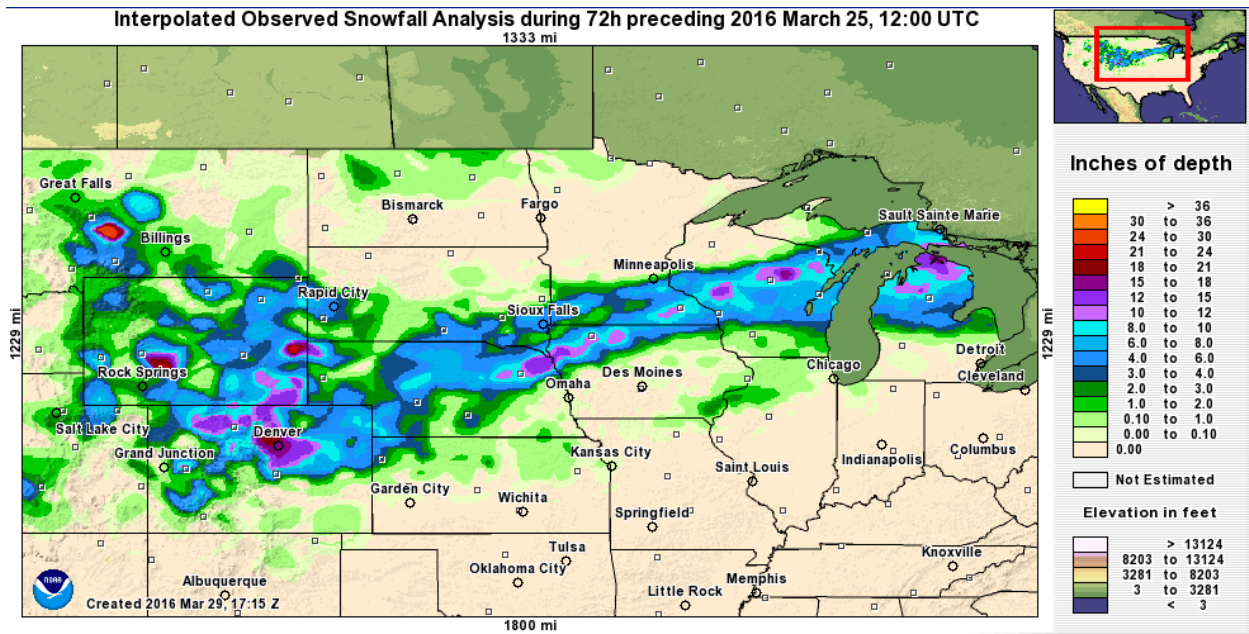 Interpolated Observed Snowfall Analysis during 72h preceding 2016 March 25, 12:00 UTC
1333 mi
1229 mi
1229 mi
1800 mi
Great Falls
Billings
Bismarck
Fargo
Sault Sainte Marie
Minneapolis
Rapid City
Sioux Falls
Rock Springs
Omaha
Des Moines
Chicago
Detroit
Cleveland
Salt Lake City
Denver
Grand Junction
Kansas City
Saint Louis
Indianapolis
Columbus
Garden City
Wichita
Springfield
Tulsa
Oklahoma City
Albuquerque
Little Rock
Memphis
Knoxville
NOAA
Created 2016 Mar 29, 17:15 Z
Inches of depth
> 36
30 to 36
24 to 30
21 to 24
18 to 21
15 to 18
12 to 15
10 to 12
8.0 to 10
6.0 to 8.0
4.0 to 6.0
3.0 to 4.0
2.0 to 3.0
1.0 to 2.0
0.10 to 1.0
0.00 to 0.10
0.00
Not Estimated
Elevation in feet
> 13124
8203 to 13124
3281 to 8203
3 to 3281
< 3